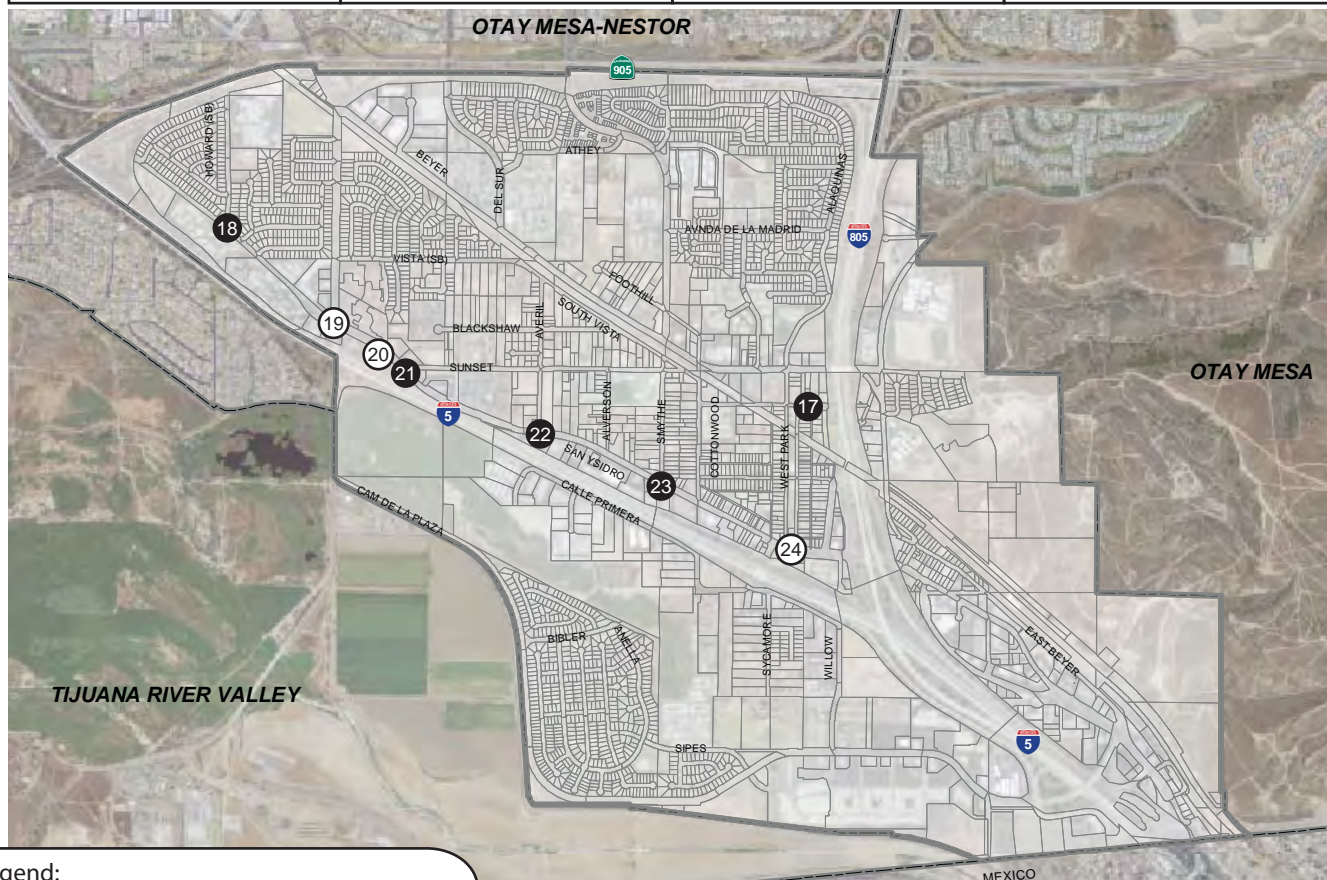 OTAY MESA-NESTOR
905
HOWARD (SB)
BEYER
ATHEY
DEL SUR
ALAQUINAS
18
AVNDA DE LA MADRID
805
VISTA (SB)
FOOTHILL
19
AVERIL
SOUTH VISTA
BLACKSHAW
20
21
SUNSET
OTAY MESA
5
ALVERSON
SMYTHE
COTTONWOOD
17
22
WEST PARK
SAN YSIDRO
23
CALLE PRIMERA
CAM DE LA PLAZA
24
BIBLER
ANELLA
SYCAMORE
WILLOW
EAST BEYER
TIJUANA RIVER VALLEY
SIPES
5
MEXICO
gend: